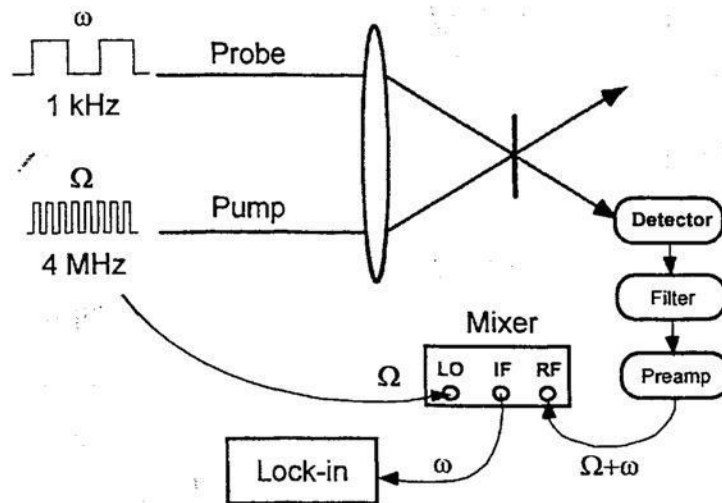 ω
Probe
1 kHz
Ω
Pump
4 MHz
Detector
Filter
Preamp
Mixer
LO IF RF
Ω
ω
Ω+ω
Lock-in